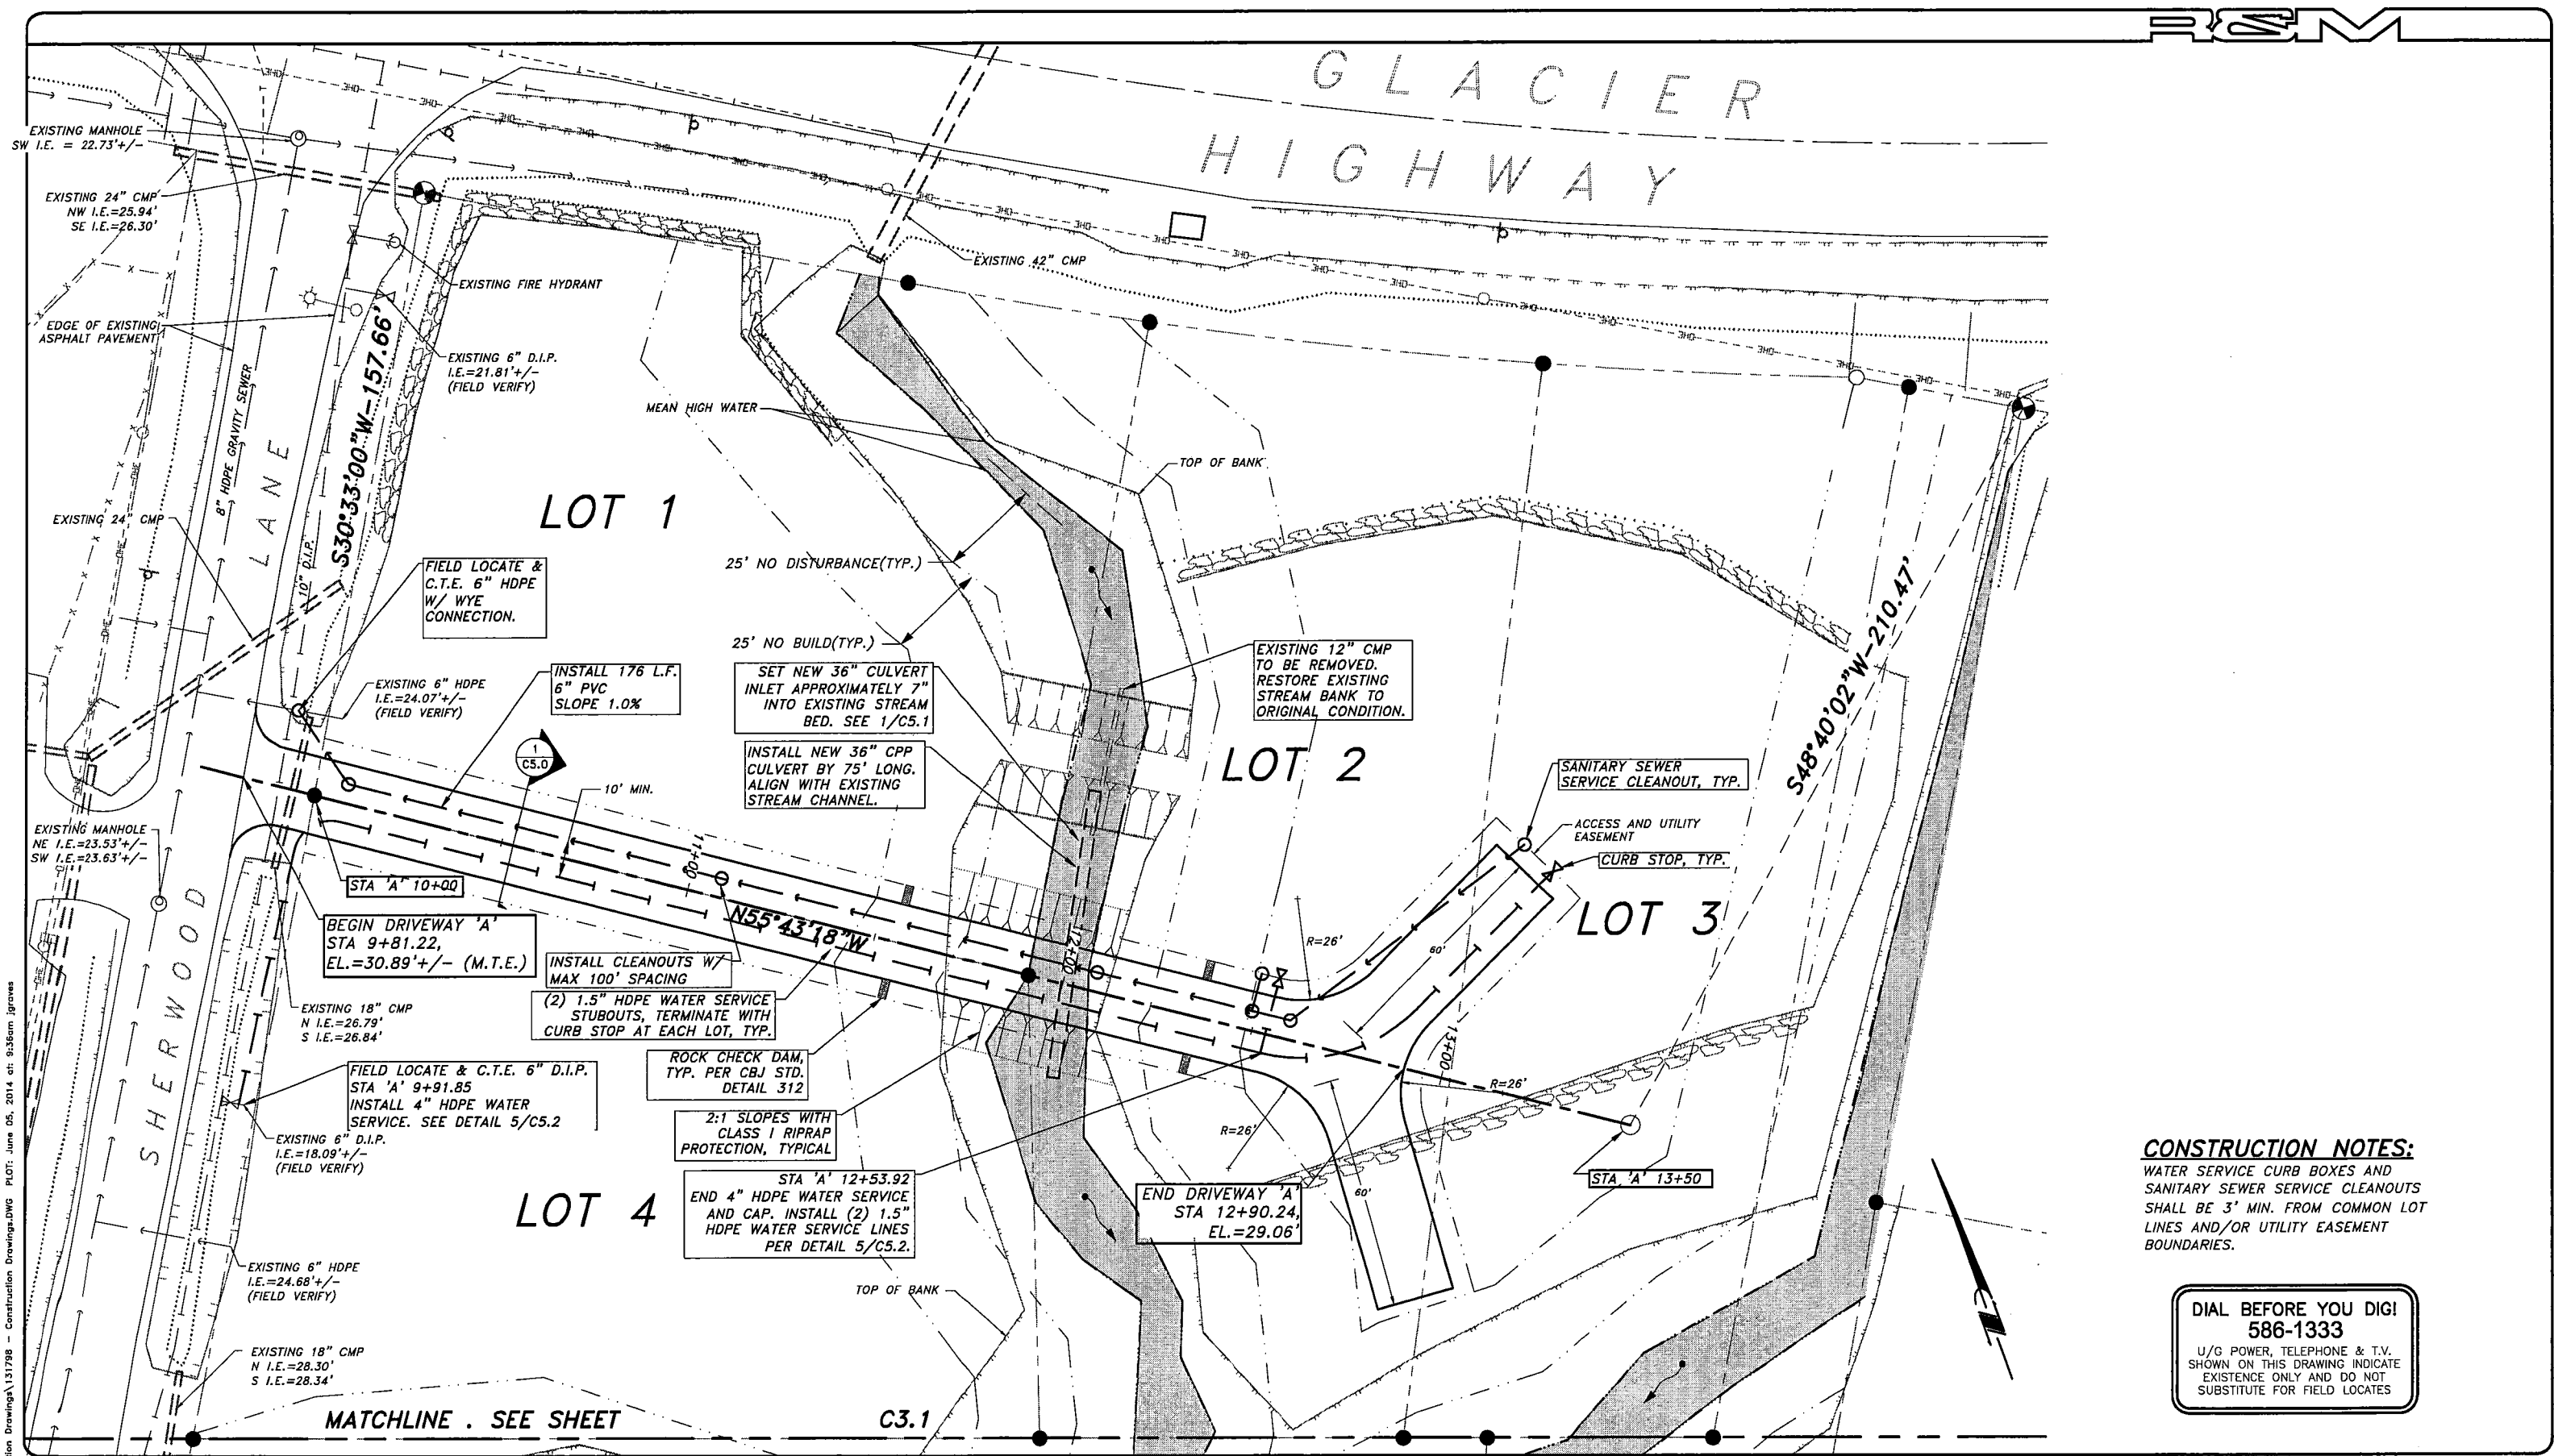 R&M
GLACIER
HIGHWAY
EXISTING MANHOLE
SW I.E. = 22.73'+/-
EXISTING 24" CMP
NW I.E.=25.94'
SE I.E.=26.30'
EXISTING FIRE HYDRANT
EXISTING 42" CMP
EDGE OF EXISTING
ASPHALT PAVEMENT
8" HDPE GRAVITY SEWER
LANE
10" D.I.P.
S30°33'00"W-157.66'
EXISTING 6" D.I.P.
I.E.=21.81'+/-
(FIELD VERIFY)
MEAN HIGH WATER
TOP OF BANK
LOT 1
EXISTING 24" CMP
FIELD LOCATE &
C.T.E. 6" HDPE
W/ WYE
CONNECTION.
25' NO DISTURBANCE(TYP.)
25' NO BUILD(TYP.)
EXISTING 6" HDPE
I.E.=24.07'+/-
(FIELD VERIFY)
INSTALL 176 L.F.
6" PVC
SLOPE 1.0%
SET NEW 36" CULVERT
INLET APPROXIMATELY 7"
INTO EXISTING STREAM
BED. SEE 1/C5.1
EXISTING 12" CMP
TO BE REMOVED.
RESTORE EXISTING
STREAM BANK TO
ORIGINAL CONDITION.
INSTALL NEW 36" CPP
CULVERT BY 75' LONG.
ALIGN WITH EXISTING
STREAM CHANNEL.
LOT 2
S48°40'02"W-210.47'
1
C5.0
10' MIN.
SANITARY SEWER
SERVICE CLEANOUT, TYP.
ACCESS AND UTILITY
EASEMENT
CURB STOP, TYP.
LOT 3
EXISTING MANHOLE
NE I.E.=23.53'+/-
SW I.E.=23.63'+/-
STA 'A' 10+00
11+00
12+00
13+00
N55°43'18"W
BEGIN DRIVEWAY 'A'
STA 9+81.22,
EL.=30.89'+/- (M.T.E.)
INSTALL CLEANOUTS W/
MAX 100' SPACING
(2) 1.5" HDPE WATER SERVICE
STUBOUTS, TERMINATE WITH
CURB STOP AT EACH LOT, TYP.
R=26'
60'
SHERWOOD
EXISTING 18" CMP
N I.E.=26.79'
S I.E.=26.84'
ROCK CHECK DAM,
TYP. PER CBJ STD.
DETAIL 312
FIELD LOCATE & C.T.E. 6" D.I.P.
STA 'A' 9+91.85
INSTALL 4" HDPE WATER
SERVICE. SEE DETAIL 5/C5.2
2:1 SLOPES WITH
CLASS I RIPRAP
PROTECTION, TYPICAL
R=26'
R=26'
EXISTING 6" D.I.P.
I.E.=18.09'+/-
(FIELD VERIFY)
STA 'A' 12+53.92
END 4" HDPE WATER SERVICE
AND CAP. INSTALL (2) 1.5"
HDPE WATER SERVICE LINES
PER DETAIL 5/C5.2.
END DRIVEWAY 'A'
STA 12+90.24,
EL.=29.06'
60'
STA 'A' 13+50
LOT 4
EXISTING 6" HDPE
I.E.=24.68'+/-
(FIELD VERIFY)
TOP OF BANK
EXISTING 18" CMP
N I.E.=28.30'
S I.E.=28.34'
MATCHLINE . SEE SHEET C3.1
CONSTRUCTION NOTES:
WATER SERVICE CURB BOXES AND
SANITARY SEWER SERVICE CLEANOUTS
SHALL BE 3' MIN. FROM COMMON LOT
LINES AND/OR UTILITY EASEMENT
BOUNDARIES.
DIAL BEFORE YOU DIG!
586-1333
U/G POWER, TELEPHONE & T.V.
SHOWN ON THIS DRAWING INDICATE
EXISTENCE ONLY AND DO NOT
SUBSTITUTE FOR FIELD LOCATES
ion Drawings\131798 - Construction Drawings.DWG PLOT: June 05, 2014 at: 9:36am jgraves